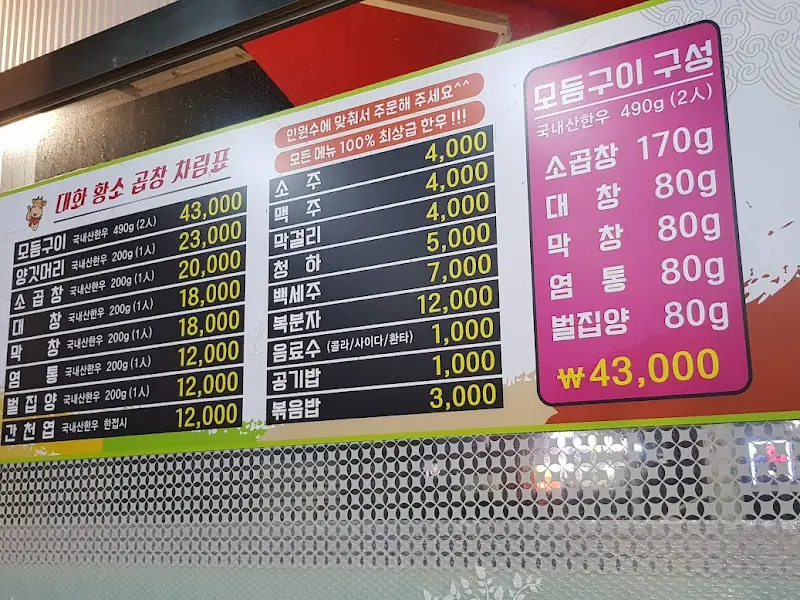 대화 황소 곱창 차림표
모듬구이 국내산한우 490g (2人) 43,000
양깃머리 국내산한우 200g (1人) 23,000
소곱창 국내산한우 200g (1人) 20,000
대창 국내산한우 200g (1人) 18,000
막창 국내산한우 200g (1人) 18,000
염통 국내산한우 200g (1人) 12,000
벌집양 국내산한우 200g (1人) 12,000
간천엽 국내산한우 한접시 12,000
인원수에 맞춰서 주문해 주세요^^
모든 메뉴 100% 최상급 한우 !!!
소주 4,000
맥주 4,000
막걸리 4,000
청하 5,000
백세주 7,000
복분자 12,000
음료수 (콜라/사이다/환타) 1,000
공기밥 1,000
볶음밥 3,000
모듬구이 구성
국내산한우 490g (2人)
소곱창 170g
대창 80g
막창 80g
염통 80g
벌집양 80g
₩43,000